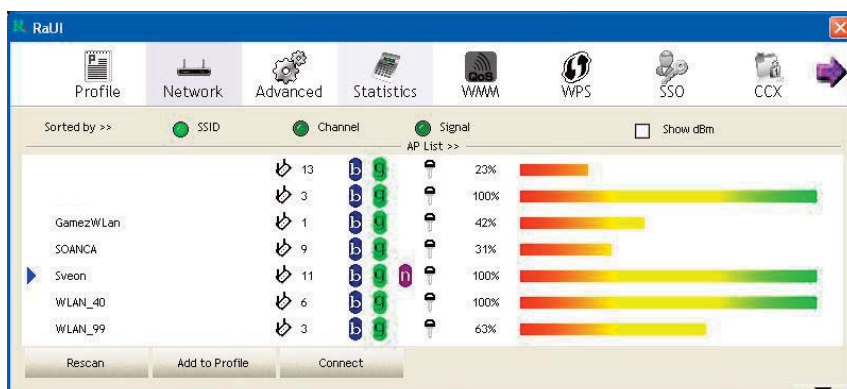 RaUI
Profile Network Advanced Statistics QoS WMM WPS SSO CCX
Sorted by >> SSID Channel Signal Show dBm
AP List >>
13 b g 23%
3 b g 100%
GamezWLan 1 b g 42%
SOANCA 9 b g 31%
Sveon 11 b g n 100%
WLAN_40 6 b g 100%
WLAN_99 3 b g 63%
Rescan Add to Profile Connect